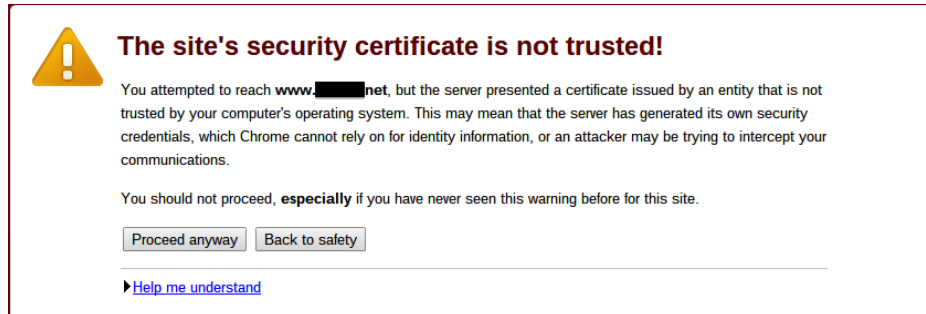 The site's security certificate is not trusted!
You attempted to reach www. net, but the server presented a certificate issued by an entity that is not
trusted by your computer's operating system. This may mean that the server has generated its own security
credentials, which Chrome cannot rely on for identity information, or an attacker may be trying to intercept your
communications.
You should not proceed, especially if you have never seen this warning before for this site.
Proceed anyway Back to safety
Help me understand